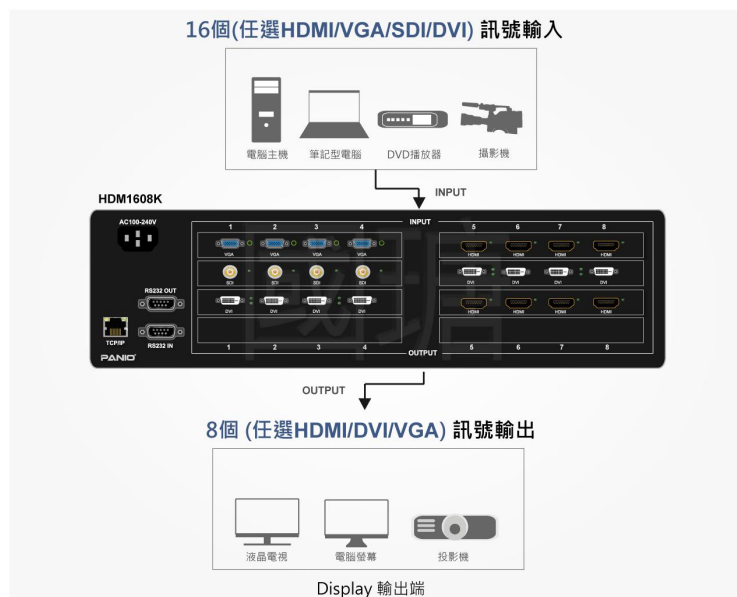 16個(任選HDMI/VGA/SDI/DVI) 訊號輸入
電腦主機 筆記型電腦 DVD播放器 攝影機
INPUT
HDM1608K
AC100-240V
INPUT
1 2 3 4 5 6 7 8
VGA VGA VGA VGA HDMI HDMI HDMI HDMI
SDI SDI SDI SDI DVI DVI DVI DVI
RS232 OUT
DVI DVI DVI DVI HDMI HDMI HDMI HDMI
TCP/IP RS232 IN
1 2 3 4 5 6 7 8
PANIO
OUTPUT
國瑭
OUTPUT
8個 (任選HDMI/DVI/VGA) 訊號輸出
液晶電視 電腦螢幕 投影機
Display 輸出端